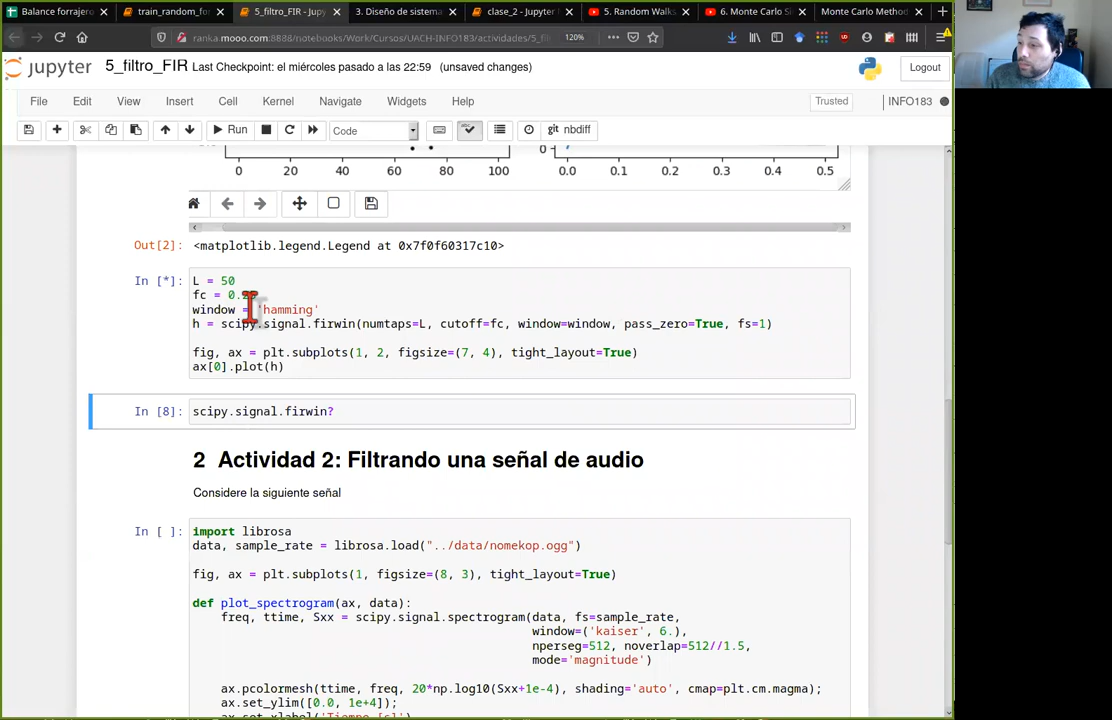 Balance forrajero
train_random_for
5_filtro_FIR - Jupy
3. Diseño de sistema
clase_2 - Jupyter
5. Random Walks
6. Monte Carlo Si
Monte Carlo Method
ranka.mooo.com:8888/notebooks/Work/Cursos/UACH-INFO183/actividades/5_fil
120%
jupyter 5_filtro_FIR Last Checkpoint: el miércoles pasado a las 22:59 (unsaved changes)
Logout
File Edit View Insert Cell Kernel Navigate Widgets Help
Trusted
INFO183
Run
Code
git nbdiff
0 20 40 60 80 100
0
0.0 0.1 0.2 0.3 0.4 0.5
Out[2]: <matplotlib.legend.Legend at 0x7f0f60317c10>
In [*]: L = 50
fc = 0.
window = 'hamming'
h = scipy.signal.firwin(numtaps=L, cutoff=fc, window=window, pass_zero=True, fs=1)
fig, ax = plt.subplots(1, 2, figsize=(7, 4), tight_layout=True)
ax[0].plot(h)
In [8]: scipy.signal.firwin?
2 Actividad 2: Filtrando una señal de audio
Considere la siguiente señal
In [ ]: import librosa
data, sample_rate = librosa.load("../data/nomekop.ogg")
fig, ax = plt.subplots(1, figsize=(8, 3), tight_layout=True)
def plot_spectrogram(ax, data):
freq, ttime, Sxx = scipy.signal.spectrogram(data, fs=sample_rate,
window=('kaiser', 6.),
nperseg=512, noverlap=512//1.5,
mode='magnitude')
ax.pcolormesh(ttime, freq, 20*np.log10(Sxx+1e-4), shading='auto', cmap=plt.cm.magma);
ax.set_ylim([0.0, 1e+4]);
ax.set_xlabel('Tiempo [s]')